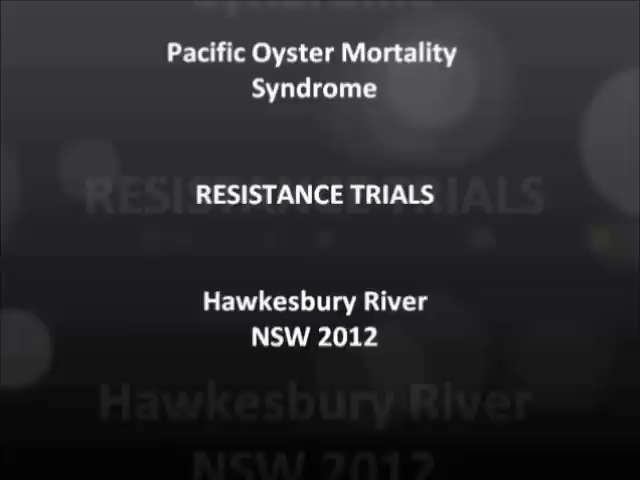 Pacific Oyster Mortality
Syndrome
RESISTANCE TRIALS
Hawkesbury River
NSW 2012